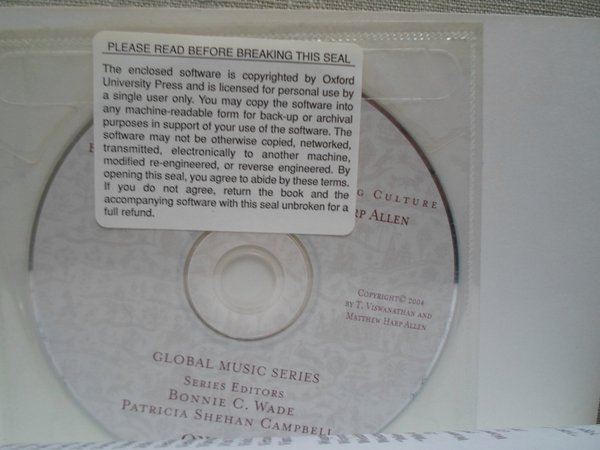 PLEASE READ BEFORE BREAKING THIS SEAL
The enclosed software is copyrighted by Oxford
University Press and is licensed for personal use by
a single user only. You may copy the software into
any machine-readable form for back-up or archival
purposes in support of your use of the software. The
software may not be otherwise copied, networked,
transmitted, electronically to another machine,
modified re-engineered, or reverse engineered. By
opening this seal, you agree to abide by these terms.
If you do not agree, return the book and the
accompanying software with this seal unbroken for a
full refund.
CULTURE
ALLEN
COPYRIGHT© 2004
BY T. VISWANATHAN AND
MATTHEW HARP ALLEN
GLOBAL MUSIC SERIES
SERIES EDITORS
BONNIE C. WADE
PATRICIA SHEHAN CAMPBELL